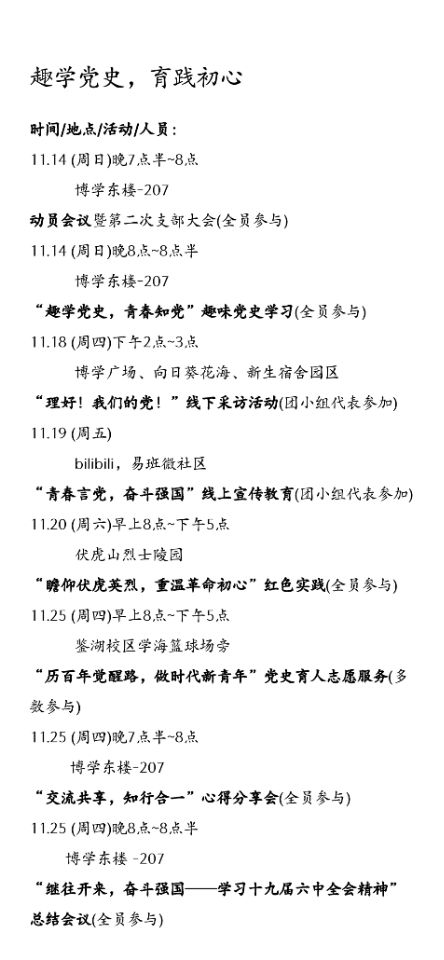 趣学党史，育践初心
时间/地点/活动/人员：
11.14 (周日)晚7点半~8点
博学东楼-207
动员会议暨第二次支部大会(全员参与)
11.14 (周日)晚8点~8点半
博学东楼-207
“趣学党史，青春知党”趣味党史学习(全员参与)
11.18 (周四)下午2点~3点
博学广场、向日葵花海、新生宿舍园区
“理好！我们的党！”线下采访活动(团小组代表参加)
11.19 (周五)
bilibili，易班微社区
“青春言党，奋斗强国”线上宣传教育(团小组代表参加)
11.20 (周六)早上8点~下午5点
伏虎山烈士陵园
“瞻仰伏虎英烈，重温革命初心”红色实践(全员参与)
11.25 (周四)早上8点~下午5点
鉴湖校区学海篮球场旁
“历百年觉醒路，做时代新青年”党史育人志愿服务(多
数参与)
11.25 (周四)晚7点半~8点
博学东楼-207
“交流共享，知行合一”心得分享会(全员参与)
11.25 (周四)晚8点~8点半
博学东楼 -207
“继往开来，奋斗强国——学习十九届六中全会精神”
总结会议(全员参与)